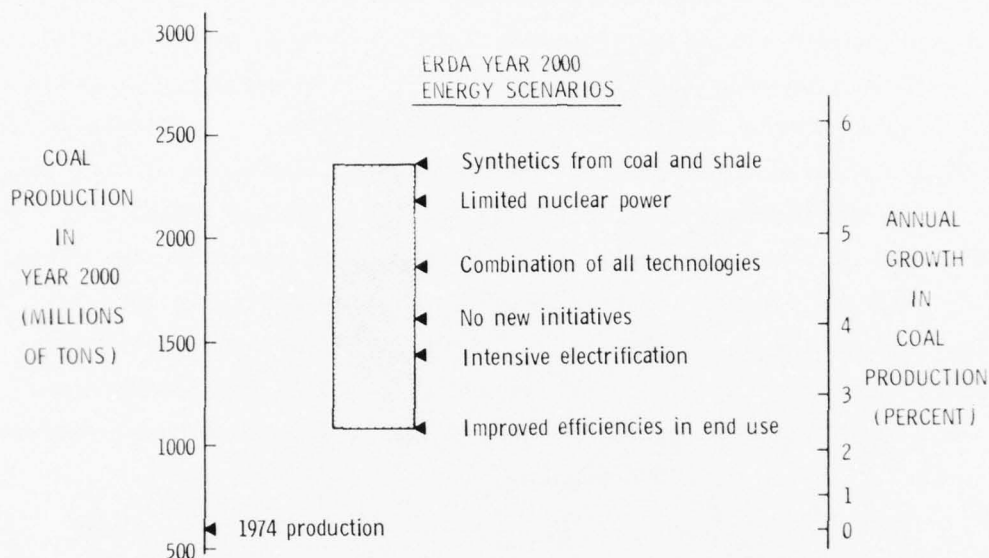 3000
2500
2000
1500
1000
500
COAL
PRODUCTION
IN
YEAR 2000
(MILLIONS
OF TONS)
1974 production
ERDA YEAR 2000
ENERGY SCENARIOS
Synthetics from coal and shale
Limited nuclear power
Combination of all technologies
No new initiatives
Intensive electrification
Improved efficiencies in end use
6
5
4
3
2
1
0
ANNUAL
GROWTH
IN
COAL
PRODUCTION
(PERCENT)